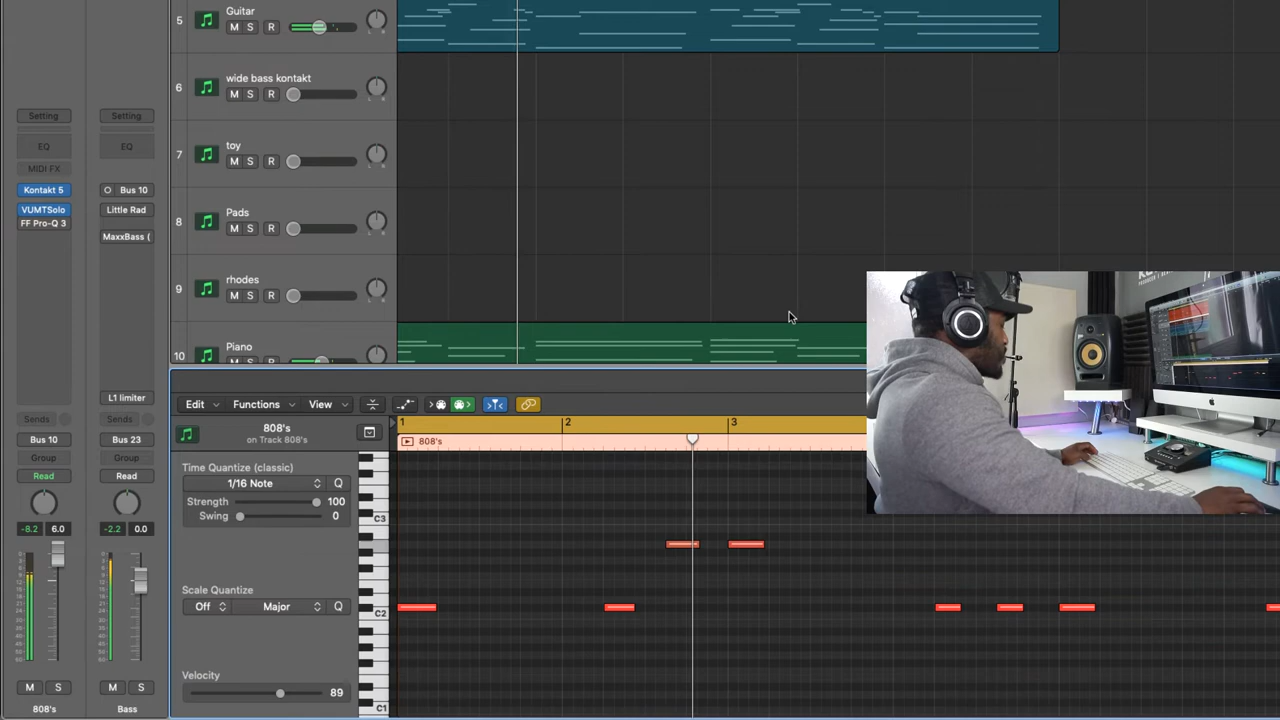 5
Guitar
M S R
6
wide bass kontakt
M S R
L R
7
toy
M S R
L R
8
Pads
M S R
L R
9
rhodes
M S R
L R
10
Piano
M S R
Setting
Setting
EQ
EQ
MIDI FX
Kontakt 5
Bus 10
VUMTSolo
Little Rad
FF Pro-Q 3
MaxxBass (
L1 limiter
Sends
Sends
Bus 10
Bus 23
Group
Group
Read
Read
-8.2 6.0
-2.2 0.0
M S
M S
808's
Bass
Edit Functions View
808's
on Track 808's
1 2 3
808's
Time Quantize (classic)
1/16 Note Q
Strength 100
Swing 0
Scale Quantize
Off Major Q
Velocity 89
C3
C2
C1